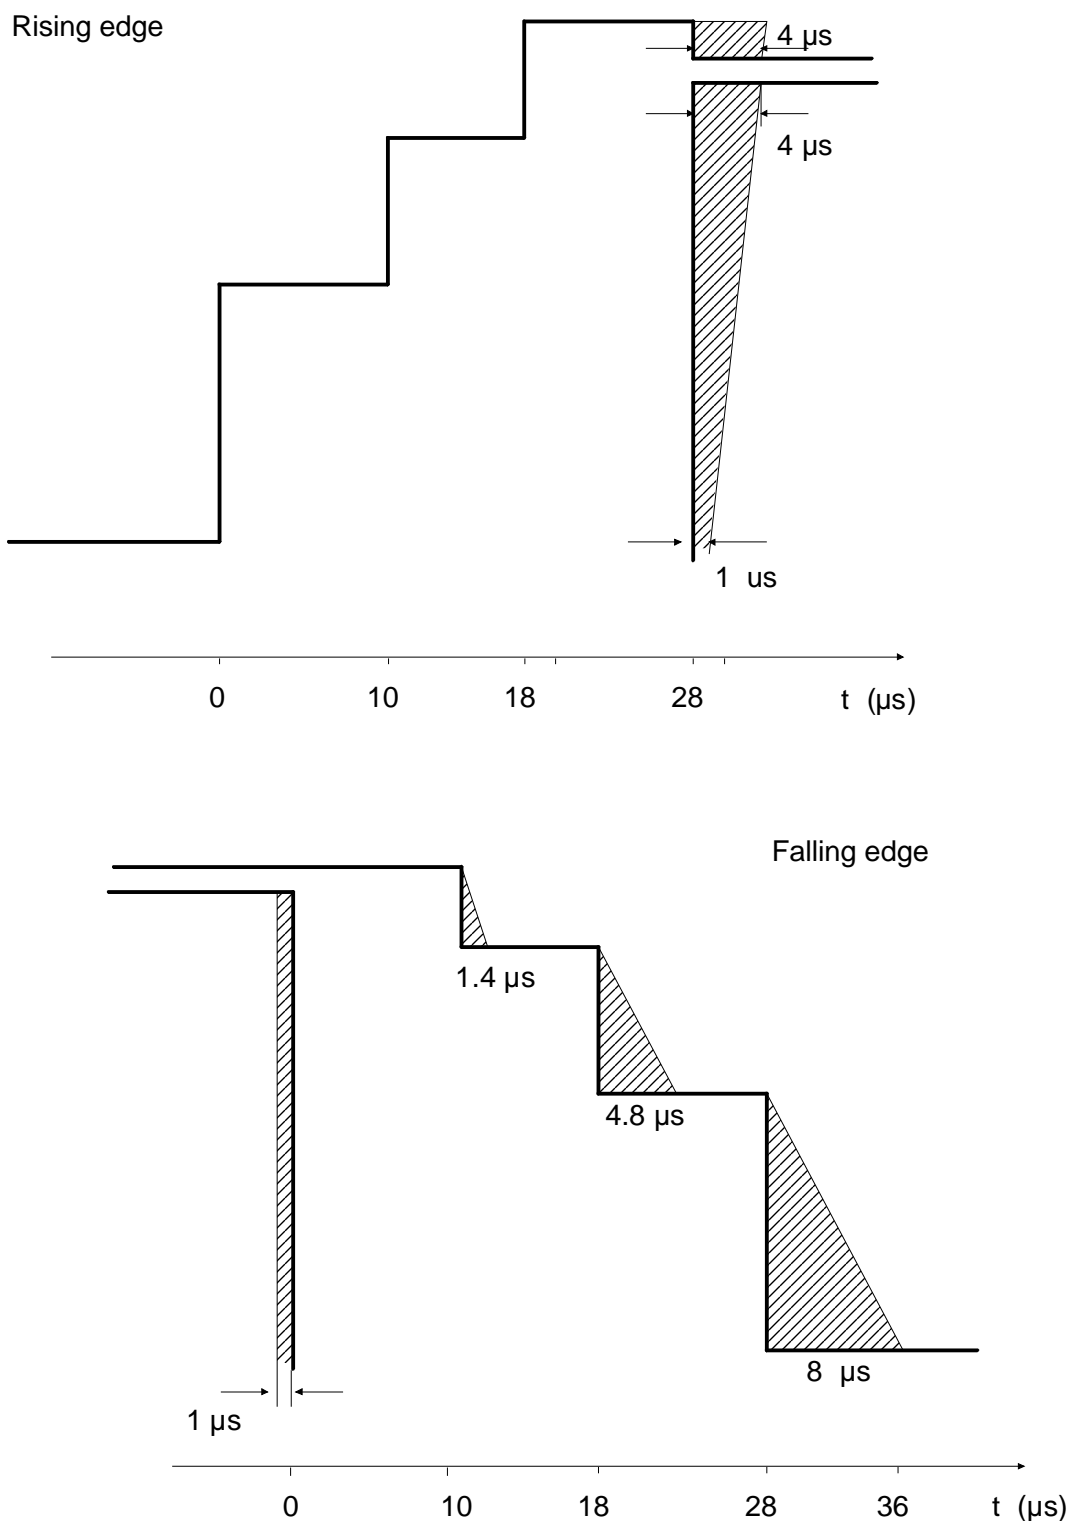 Rising edge
4 µs
4 µs
1 us
0 10 18 28 t (µs)
Falling edge
1.4 µs
4.8 µs
8 µs
1 µs
0 10 18 28 36 t (µs)